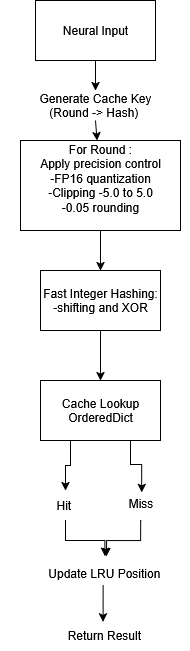 Neural Input
Generate Cache Key
(Round -> Hash)
For Round :
Apply precision control
-FP16 quantization
-Clipping -5.0 to 5.0
-0.05 rounding
Fast Integer Hashing:
-shifting and XOR
Cache Lookup
OrderedDict
Hit
Miss
Update LRU Position
Return Result